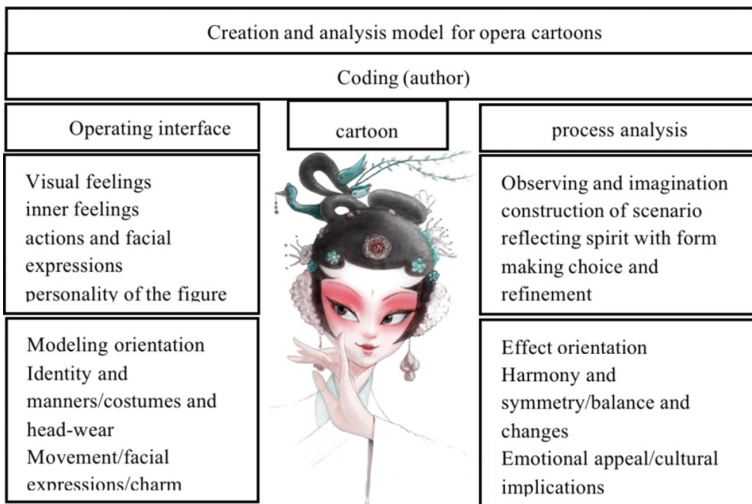 Creation and analysis model for opera cartoons
Coding (author)
Operating interface
cartoon
process analysis
Visual feelings
inner feelings
actions and facial
expressions
personality of the figure
Observing and imagination
construction of scenario
reflecting spirit with form
making choice and
refinement
Modeling orientation
Identity and
manners/costumes and
head-wear
Movement/facial
expressions/charm
Effect orientation
Harmony and
symmetry/balance and
changes
Emotional appeal/cultural
implications